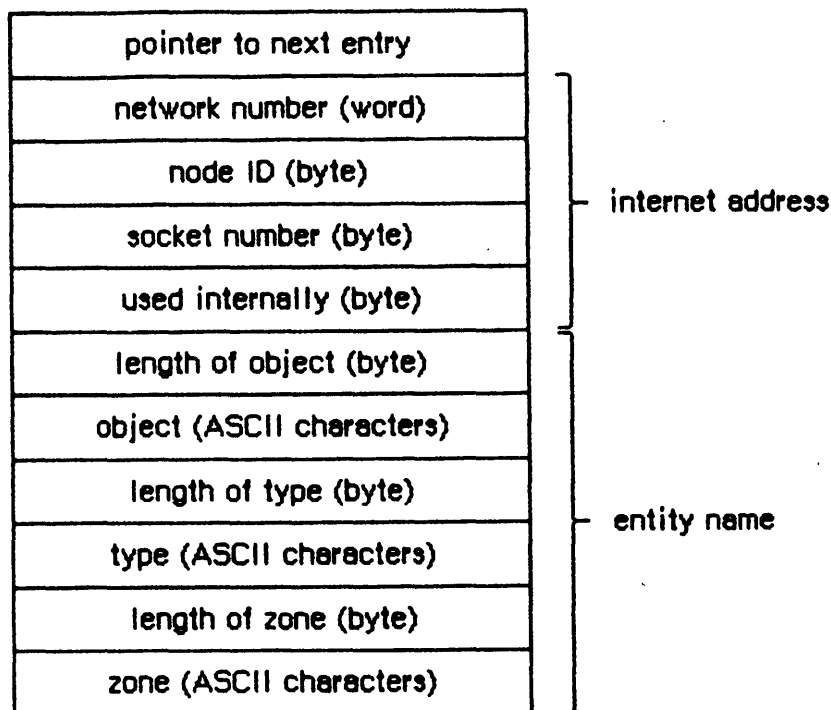 pointer to next entry
network number (word)
node ID (byte)
internet address
socket number (byte)
used internally (byte)
length of object (byte)
object (ASCII characters)
length of type (byte)
entity name
type (ASCII characters)
length of zone (byte)
zone (ASCII characters)